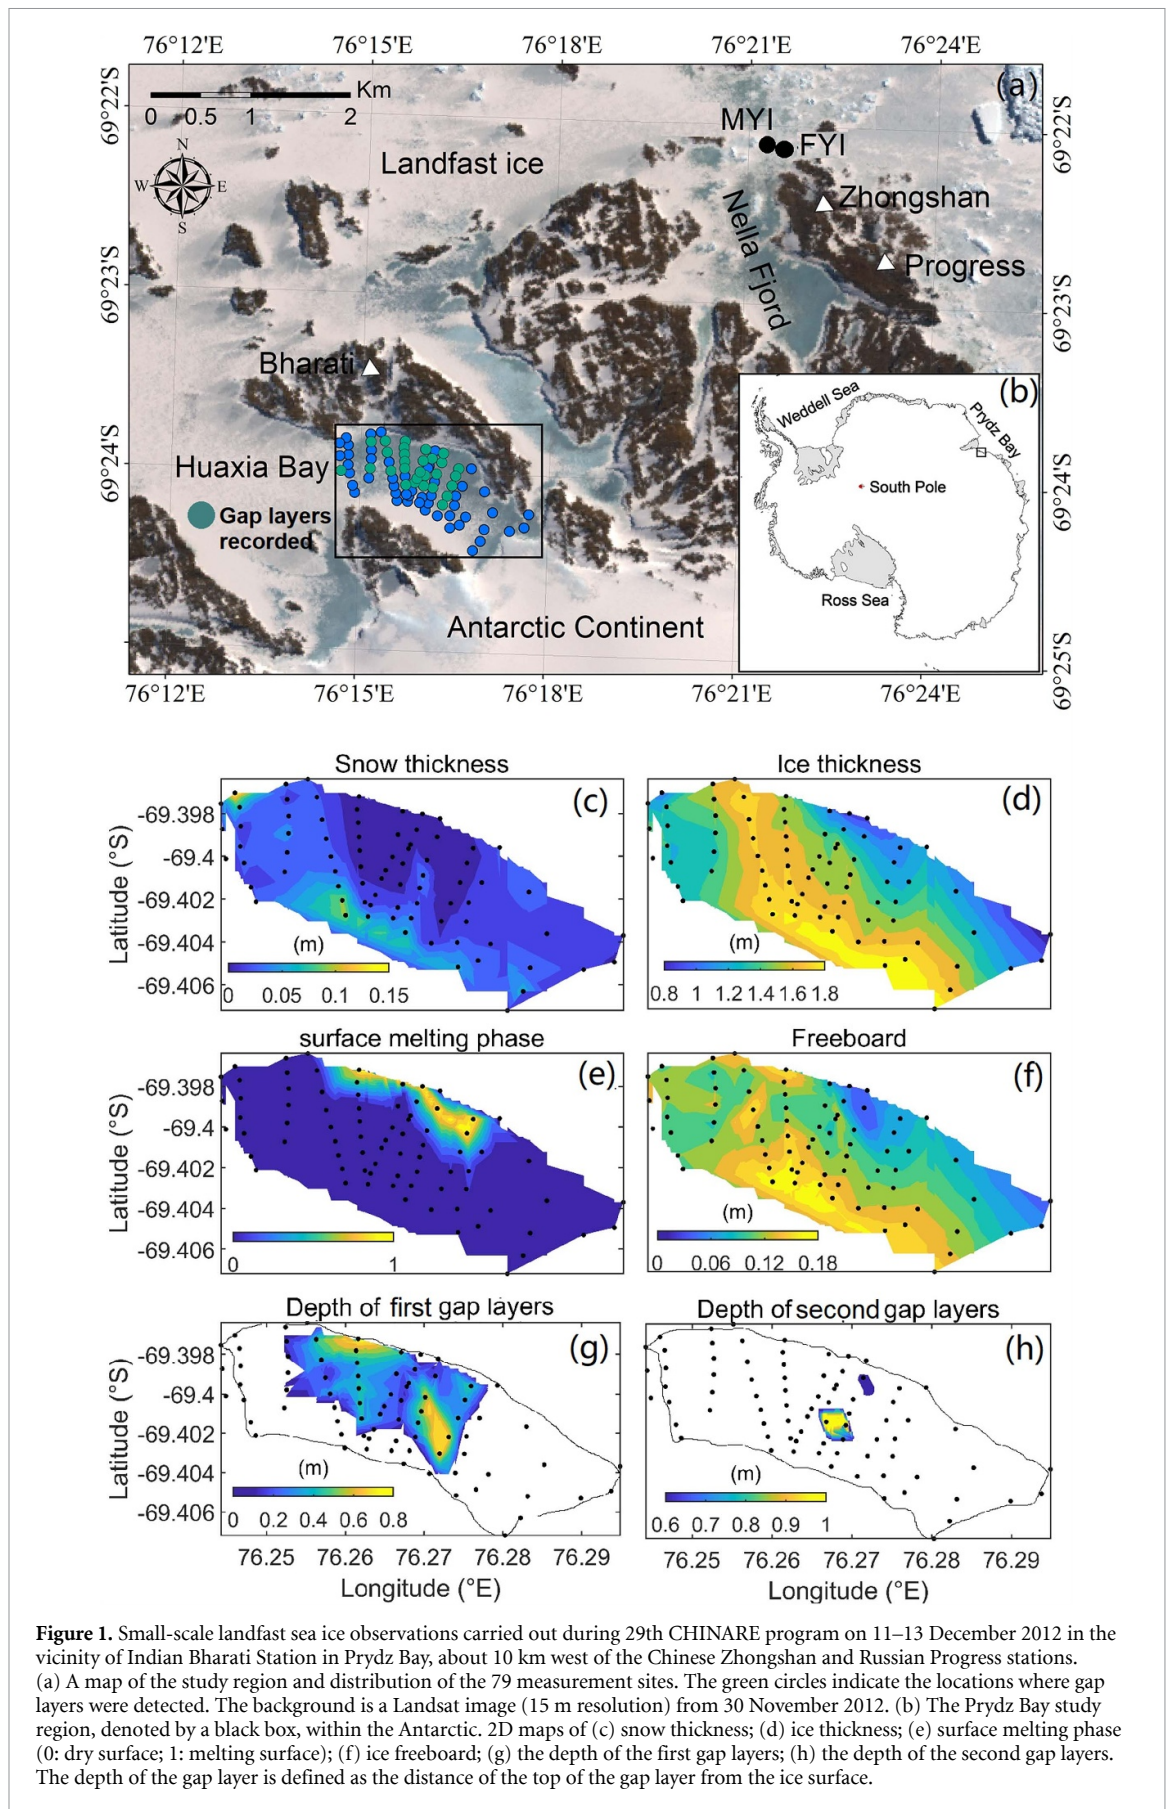 76°12'E 76°15'E 76°18'E 76°21'E 76°24'E
(a)
Km
0 0.5 1 2
69°22'S 69°22'S
MYI
FYI
N
W E
S
Landfast ice
Zhongshan
Nella Fjord
Progress
69°23'S 69°23'S
Bharati
(b)
Weddell Sea
Prydz Bay
South Pole
Ross Sea
69°24'S 69°24'S
Huaxia Bay
Gap layers
recorded
Antarctic Continent
69°25'S
76°12'E 76°15'E 76°18'E 76°21'E 76°24'E
Snow thickness
(c)
Latitude (°S)
-69.398
-69.4
-69.402
-69.404
-69.406
(m)
0 0.05 0.1 0.15
Ice thickness
(d)
(m)
0.8 1 1.2 1.4 1.6 1.8
surface melting phase
(e)
Latitude (°S)
-69.398
-69.4
-69.402
-69.404
-69.406
0 1
Freeboard
(f)
(m)
0 0.06 0.12 0.18
Depth of first gap layers
(g)
Latitude (°S)
-69.398
-69.4
-69.402
-69.404
-69.406
(m)
0 0.2 0.4 0.6 0.8
76.25 76.26 76.27 76.28 76.29
Longitude (°E)
Depth of second gap layers
(h)
(m)
0.6 0.7 0.8 0.9 1
76.25 76.26 76.27 76.28 76.29
Longitude (°E)
Figure 1. Small-scale landfast sea ice observations carried out during 29th CHINARE program on 11–13 December 2012 in the
vicinity of Indian Bharati Station in Prydz Bay, about 10 km west of the Chinese Zhongshan and Russian Progress stations.
(a) A map of the study region and distribution of the 79 measurement sites. The green circles indicate the locations where gap
layers were detected. The background is a Landsat image (15 m resolution) from 30 November 2012. (b) The Prydz Bay study
region, denoted by a black box, within the Antarctic. 2D maps of (c) snow thickness; (d) ice thickness; (e) surface melting phase
(0: dry surface; 1: melting surface); (f) ice freeboard; (g) the depth of the first gap layers; (h) the depth of the second gap layers.
The depth of the gap layer is defined as the distance of the top of the gap layer from the ice surface.